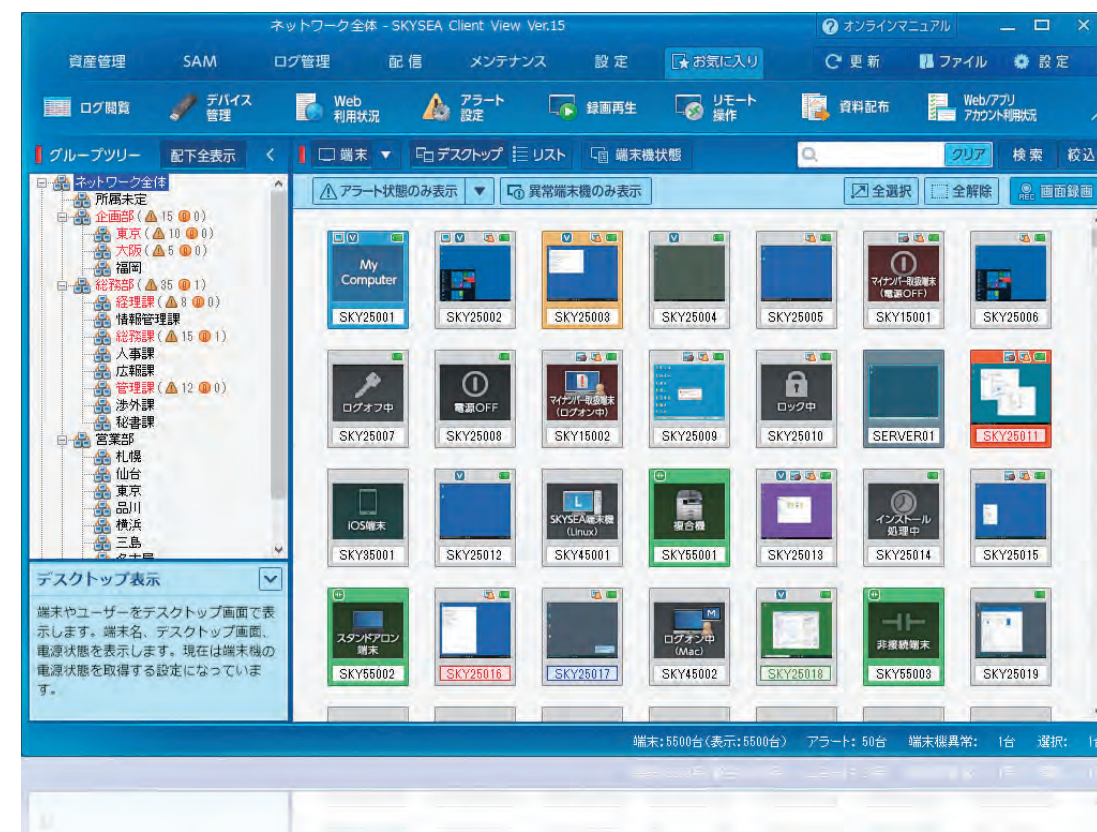 ネットワーク全体 - SKYSEA Client View Ver.15
オンラインマニュアル
資産管理 SAM ログ管理 配信 メンテナンス 設定 お気に入り 更新 ファイル 設定
ログ閲覧
デバイス
管理
Web
利用状況
アラート
設定
録画再生
リモート
操作
資料配布
Web/アプリ
アカウント利用状況
グループツリー 配下全表示 端末 デスクトップ リスト 端末機状態 クリア 検索 絞込
アラート状態のみ表示 異常端末機のみ表示 全選択 全解除 REC 画面録画
ネットワーク全体
所属未定
企画部(15 0)
東京(10 0)
大阪(5 0)
福岡
総務部(35 1)
経理課(8 0)
情報管理課
総務課(15 1)
人事課
広報課
管理課(12 0)
渉外課
秘書課
営業部
札幌
仙台
東京
品川
横浜
三島
名古屋
デスクトップ表示
端末やユーザーをデスクトップ画面で表
示します。端末名、デスクトップ画面、
電源状態を表示します。現在は端末機の
電源状態を取得する設定になっていま
す。
My
Computer
マイナンバー取扱端末
(電源OFF)
SKY25001 SKY25002 SKY25003 SKY25004 SKY25005 SKY15001 SKY25006
ログオフ中
電源OFF
マイナンバー取扱端末
(ログオン中)
ロック中
SKY25007 SKY25008 SKY15002 SKY25009 SKY25010 SERVER01 SKY25011
iOS端末
L
SKYSEA端末機
(Linux)
複合機
インストール
処理中
SKY35001 SKY25012 SKY45001 SKY55001 SKY25013 SKY25014 SKY25015
スタンドアロン
端末
M
ログオン中
(Mac)
非接続端末
SKY55002 SKY25016 SKY25017 SKY45002 SKY25018 SKY55003 SKY25019
端末:5500台(表示:5500台) アラート: 50台 端末機異常: 1台 選択: 1台